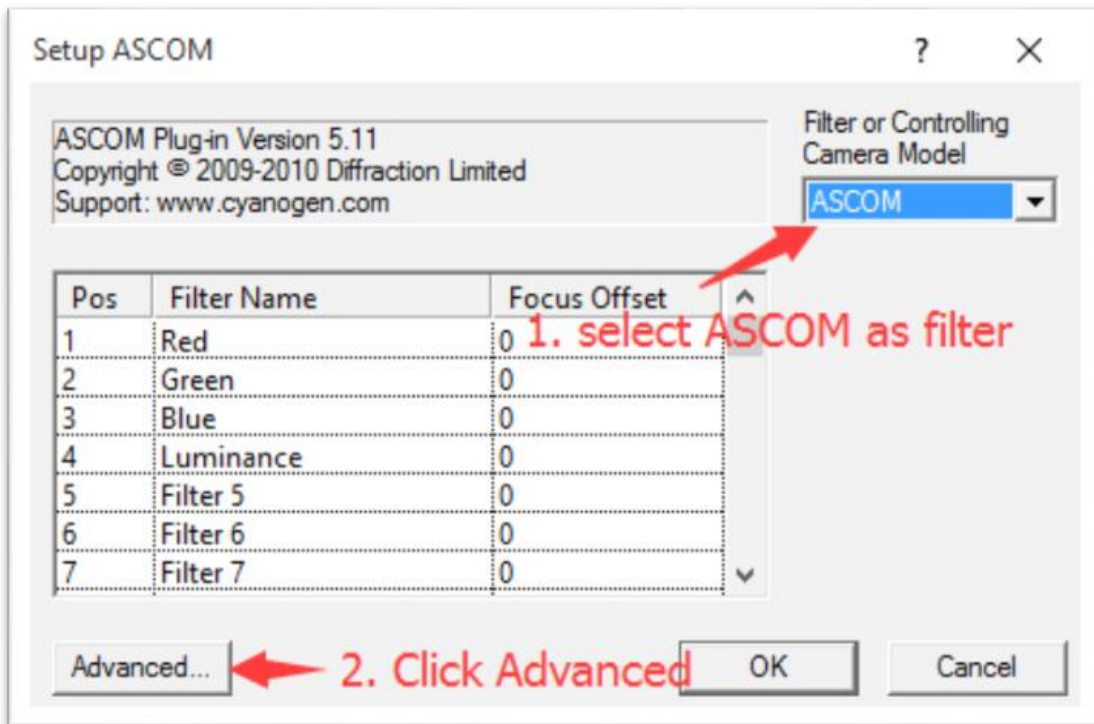 Setup ASCOM
?
ASCOM Plug-in Version 5.11
Copyright © 2009-2010 Diffraction Limited
Support: www.cyanogen.com
Filter or Controlling
Camera Model
ASCOM
Pos Filter Name Focus Offset
1 Red 0
2 Green 0
3 Blue 0
4 Luminance 0
5 Filter 5 0
6 Filter 6 0
7 Filter 7 0
1. select ASCOM as filter
Advanced...
2. Click Advanced
OK
Cancel